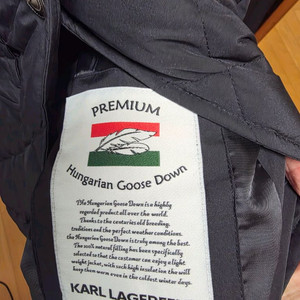 PREMIUM
Hungarian Goose Down
The Hungarian Goose Down is a highly
regarded product all over the world.
Thanks to the centuries old breeding,
traditions and the perfect weather conditions,
the Hungarian Goose Down is truly among the best.
The 100% natural filling has been specifically
selected so that the customer can enjoy a light
weight jacket, with such high insulation the will
keep them warm even in the coldest winter days.
KARL LAGERFE